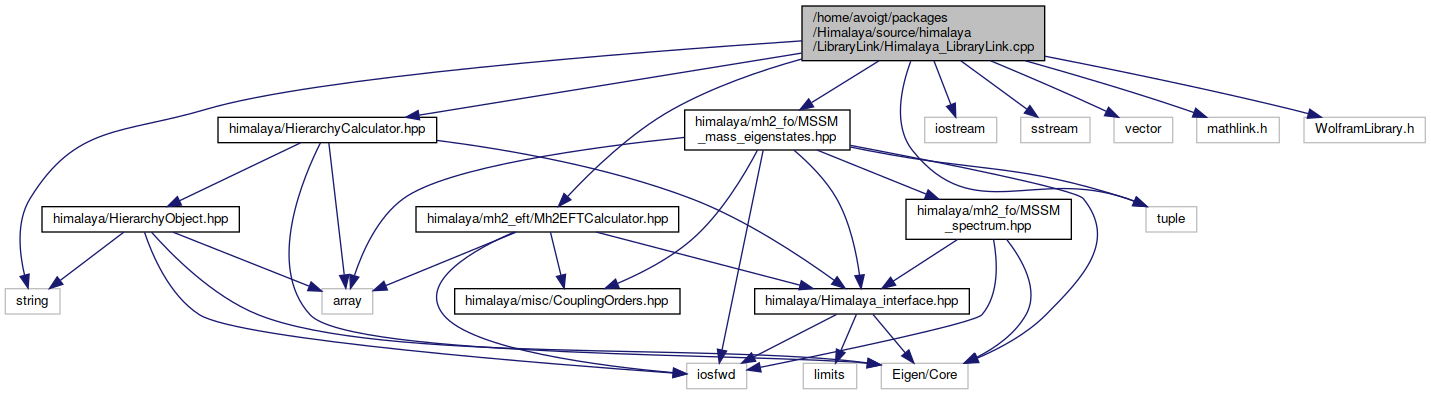 /home/avoigt/packages
/Himalaya/source/himalaya
/LibraryLink/Himalaya_LibraryLink.cpp
himalaya/HierarchyCalculator.hpp
himalaya/mh2_fo/MSSM
_mass_eigenstates.hpp
iostream
sstream
vector
mathlink.h
WolframLibrary.h
himalaya/HierarchyObject.hpp
himalaya/mh2_eft/Mh2EFTCalculator.hpp
himalaya/mh2_fo/MSSM
_spectrum.hpp
tuple
string
array
himalaya/misc/CouplingOrders.hpp
himalaya/Himalaya_interface.hpp
iosfwd
limits
Eigen/Core